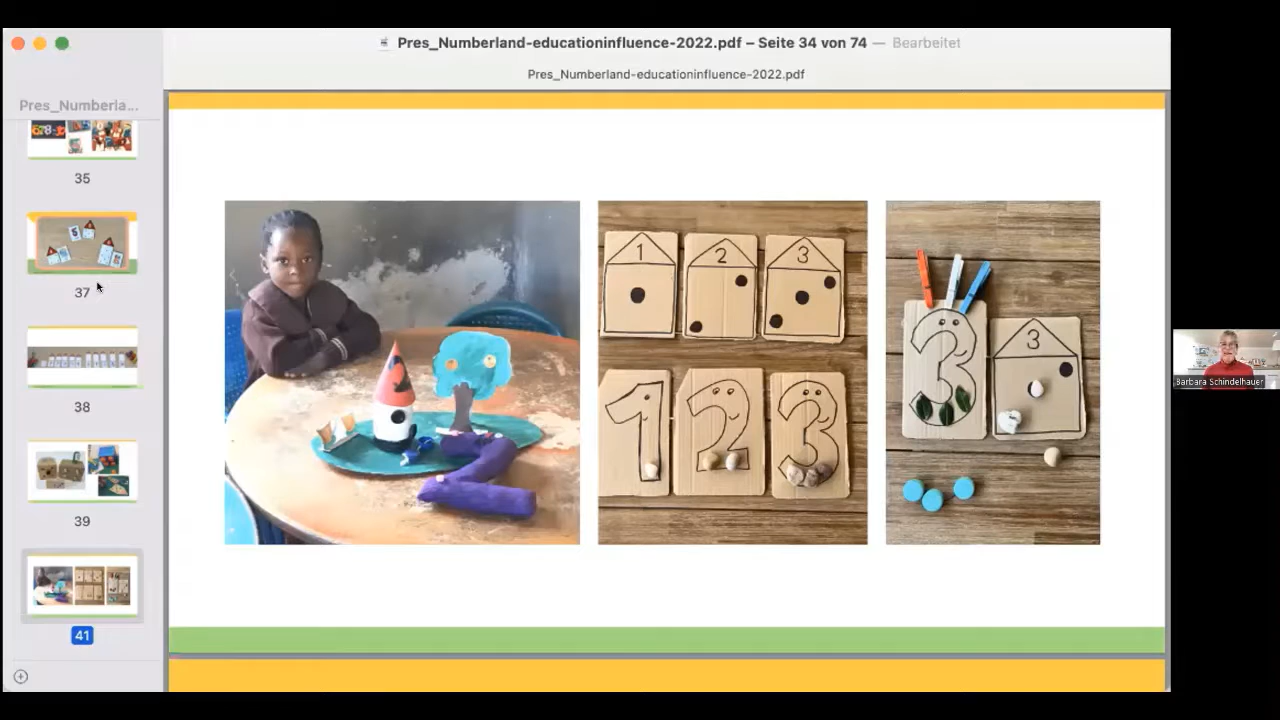 Pres_Numberland-educationinfluence-2022.pdf – Seite 34 von 74 — Bearbeitet
Pres_Numberland-educationinfluence-2022.pdf
Pres_Numberla...
35
37
38
39
41
1 2 3
1 2 3
3
3
Barbara Schindelhauer